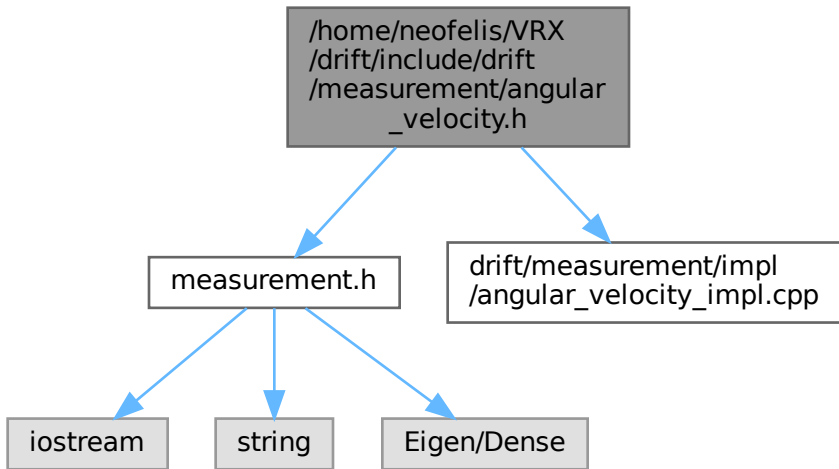 /home/neofelis/VRX
/drift/include/drift
/measurement/angular
_velocity.h
measurement.h
drift/measurement/impl
/angular_velocity_impl.cpp
iostream
string
Eigen/Dense